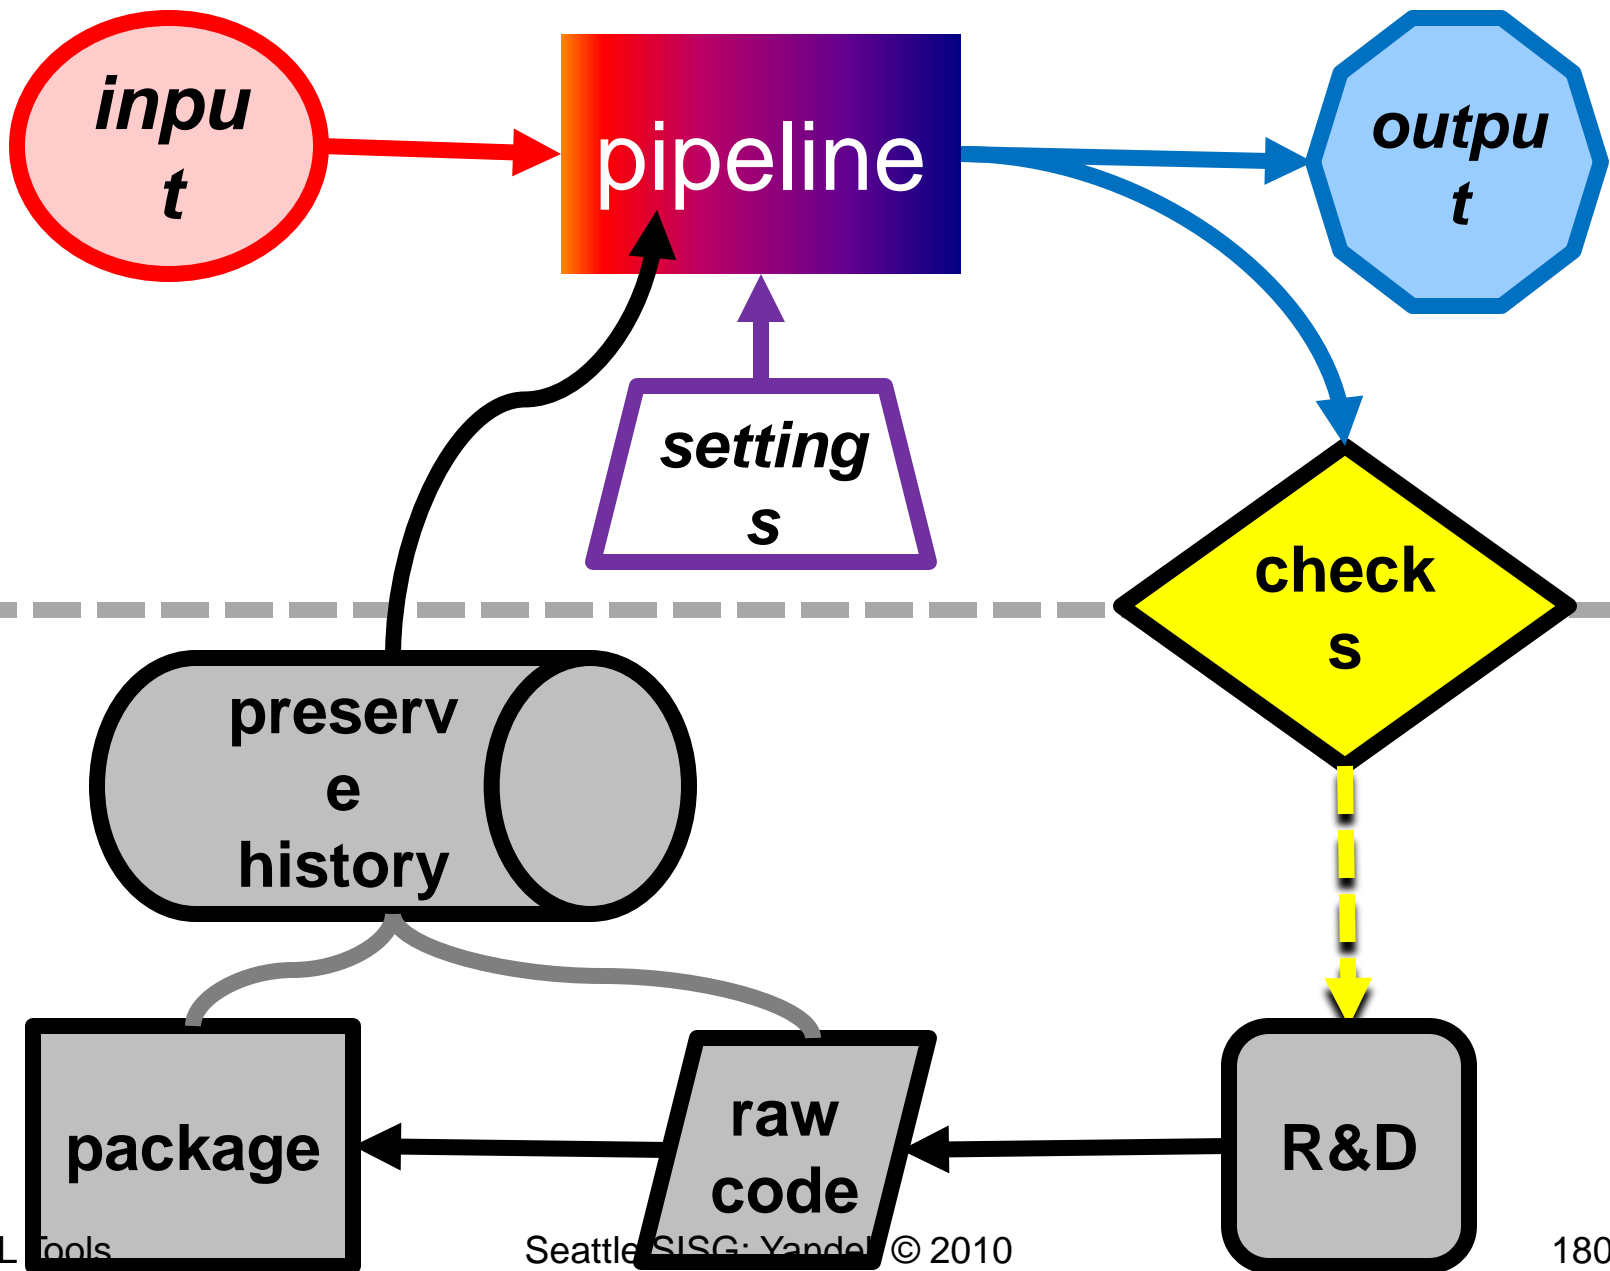 inpu
t
pipeline
outpu
t
setting
s
check
s
preserv
e
history
package
raw
code
R&D
L Tools
Seattle SISG: Yandell © 2010
180